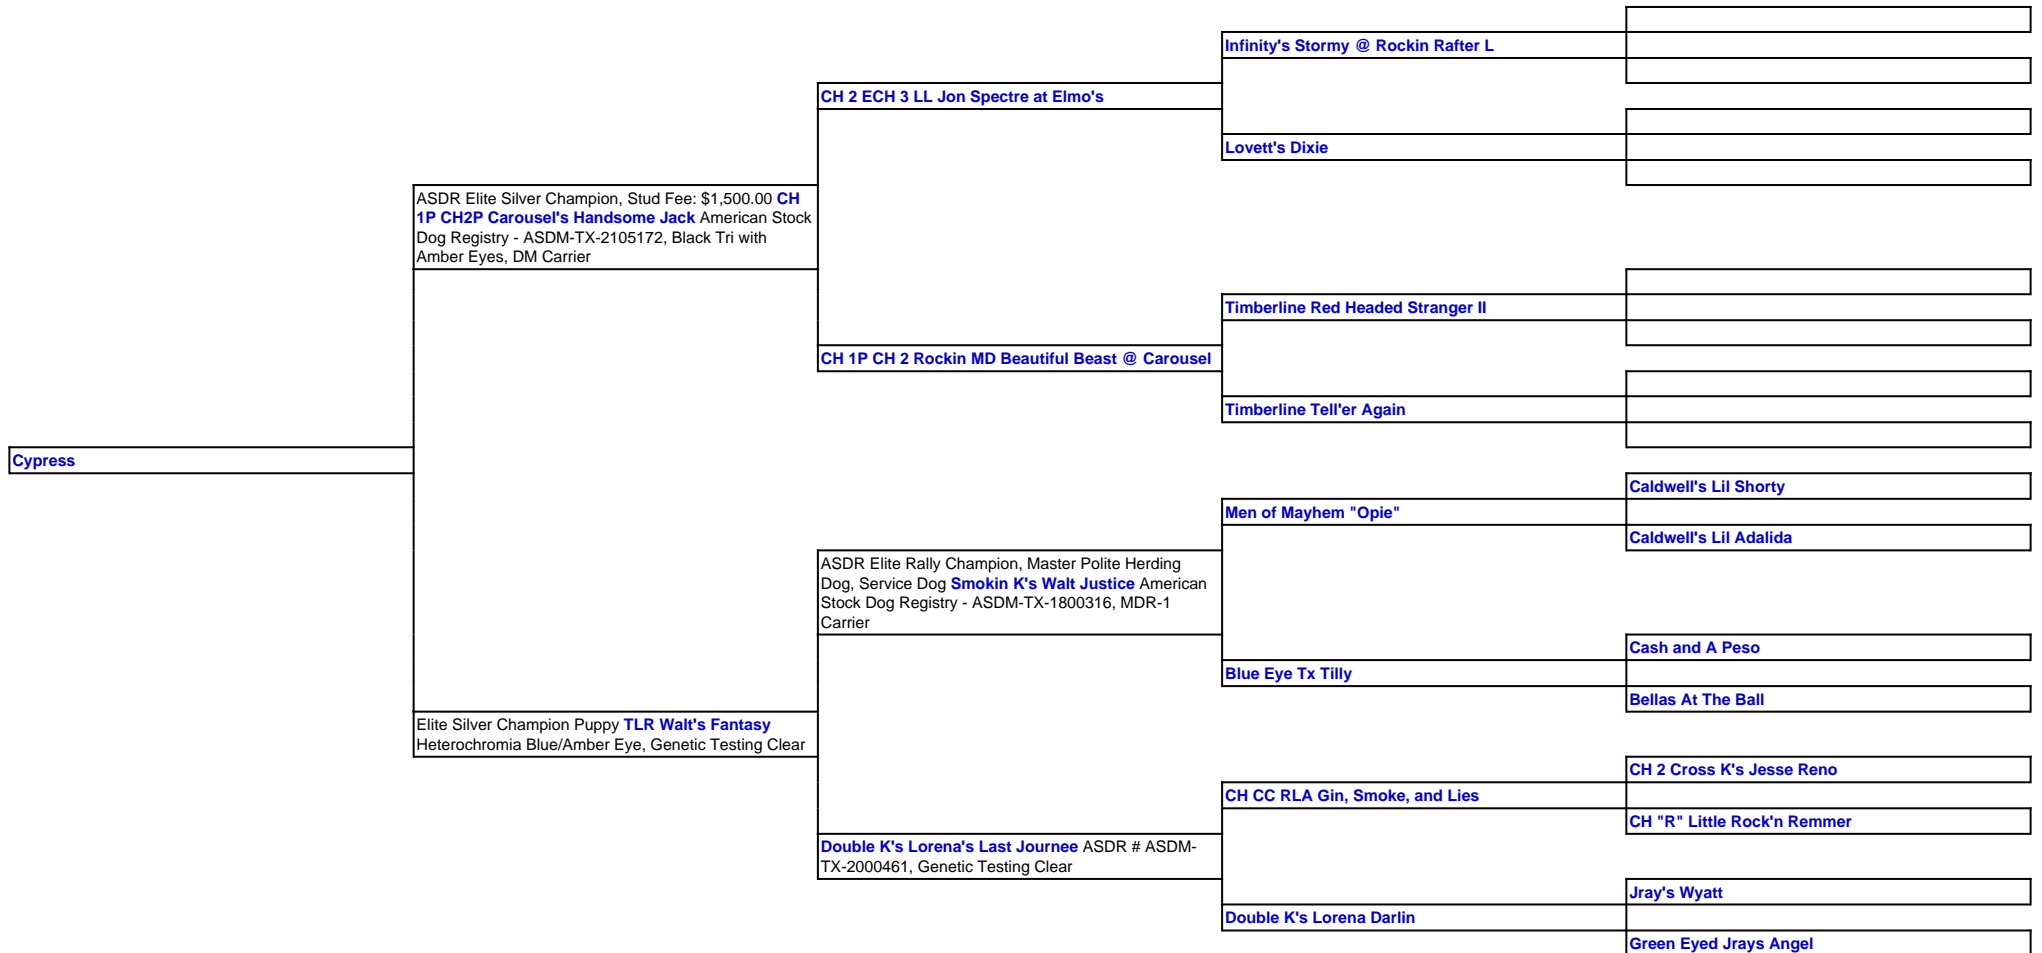 Infinity's Stormy @ Rockin Rafter L
CH 2 ECH 3 LL Jon Spectre at Elmo's
Lovett's Dixie
ASDR Elite Silver Champion, Stud Fee: $1,500.00 CH
1P CH2P Carousel's Handsome Jack American Stock
Dog Registry - ASDM-TX-2105172, Black Tri with
Amber Eyes, DM Carrier
Timberline Red Headed Stranger II
CH 1P CH 2 Rockin MD Beautiful Beast @ Carousel
Timberline Tell'er Again
Cypress
Caldwell's Lil Shorty
Men of Mayhem "Opie"
Caldwell's Lil Adalida
ASDR Elite Rally Champion, Master Polite Herding
Dog, Service Dog Smokin K's Walt Justice American
Stock Dog Registry - ASDM-TX-1800316, MDR-1
Carrier
Cash and A Peso
Blue Eye Tx Tilly
Bellas At The Ball
Elite Silver Champion Puppy TLR Walt's Fantasy
Heterochromia Blue/Amber Eye, Genetic Testing Clear
CH 2 Cross K's Jesse Reno
CH CC RLA Gin, Smoke, and Lies
CH "R" Little Rock'n Remmer
Double K's Lorena's Last Journee ASDR # ASDM-
TX-2000461, Genetic Testing Clear
Jray's Wyatt
Double K's Lorena Darlin
Green Eyed Jrays Angel